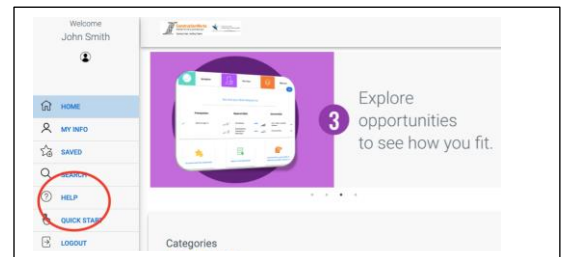 Welcome
John Smith
HOME
MY INFO
SAVED
SEARCH
HELP
QUICK START
LOGOUT
3
Explore
opportunities
to see how you fit.
Categories